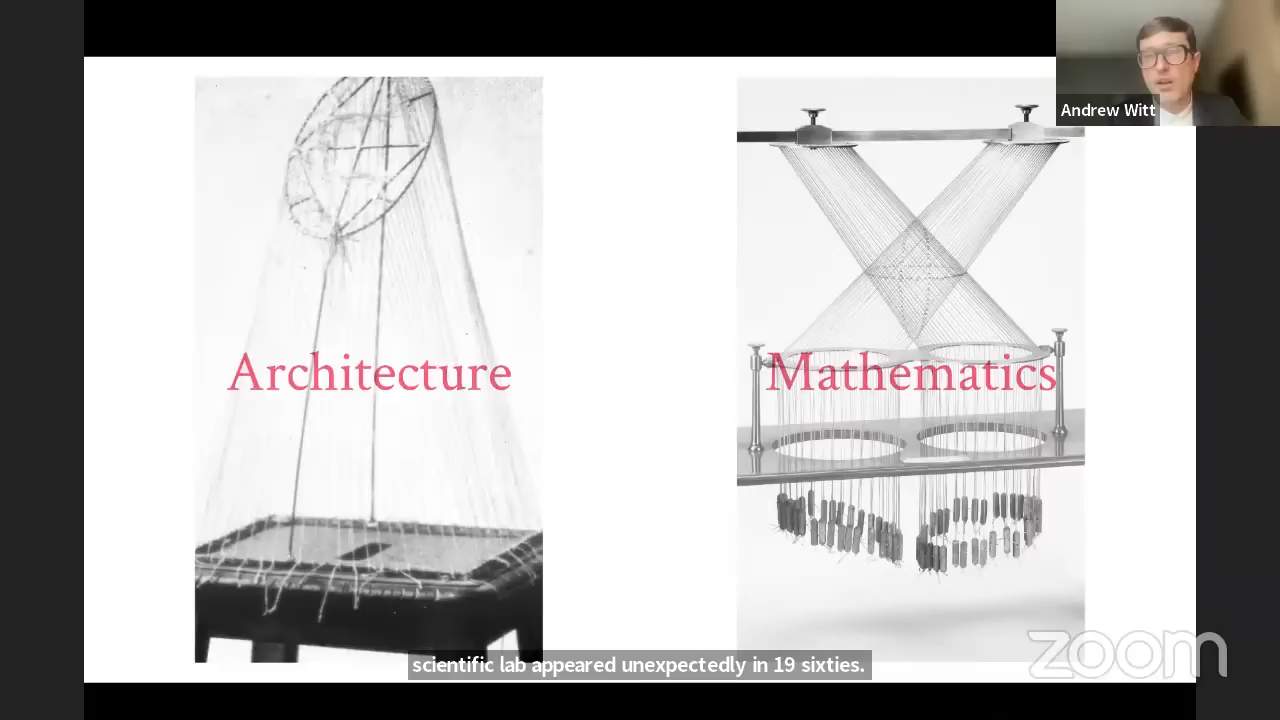 Andrew Witt
Architecture
Mathematics
scientific lab appeared unexpectedly in 19 sixties.
zoom